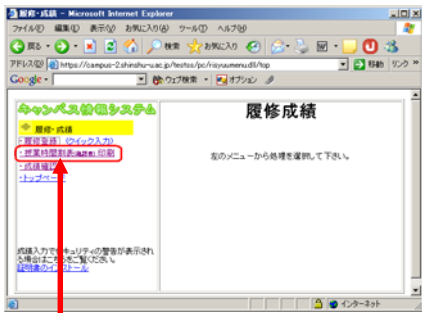 履修・成績 - Microsoft Internet Explorer
ファイル(F) 編集(E) 表示(V) お気に入り(A) ツール(T) ヘルプ(H)
戻る 検索 お気に入り
アドレス(D) https://campus-2.shinshu-u.ac.jp/testss/pc/risyuumenu.dll/top 移動 リンク »
Google ウェブ検索 オプション
キャンパス情報システム
履修・成績
・履修登録 (クイック入力)
・授業時間割表(確認表)印刷
・成績確認
・トップページ
成績入力でセキュリティの警告が表示され
る場合はこちらをご覧ください。
証明書のインストール
履修成績
左のメニューから処理を選択して下さい。
インターネット